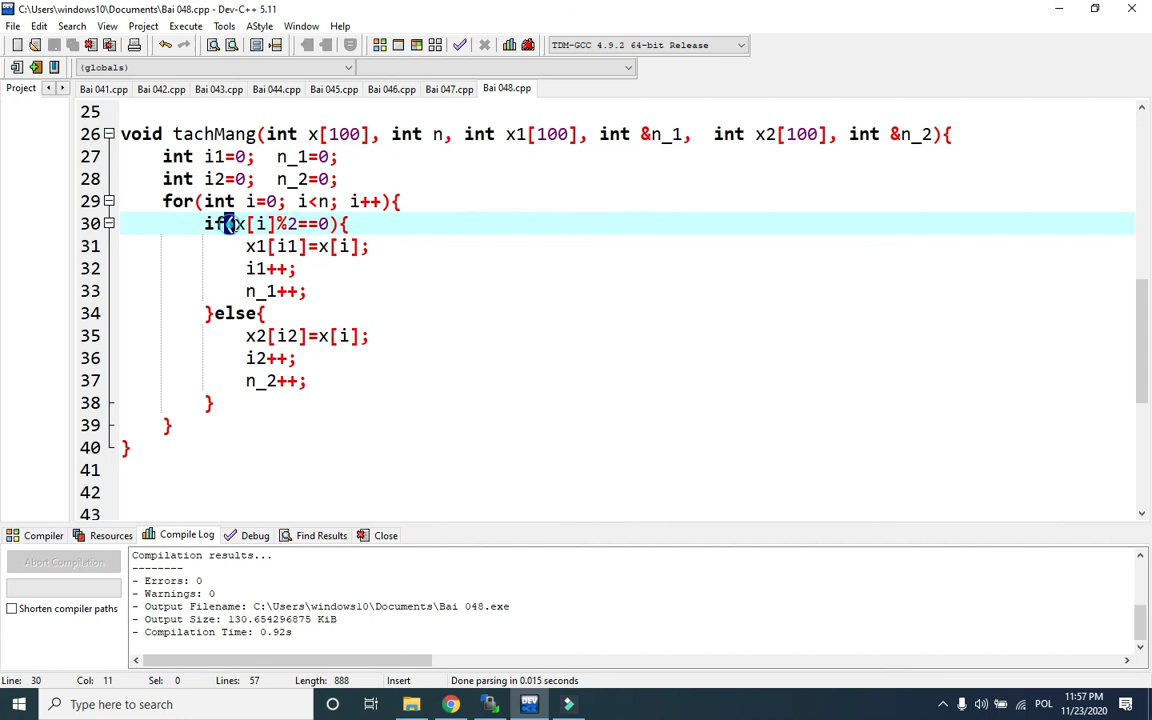 C:\Users\windows10\Documents\Bai 048.cpp - Dev-C++ 5.11
File Edit Search View Project Execute Tools AStyle Window Help
TDM-GCC 4.9.2 64-bit Release
(globals)
Project Bai 041.cpp Bai 042.cpp Bai 043.cpp Bai 044.cpp Bai 045.cpp Bai 046.cpp Bai 047.cpp Bai 048.cpp
25
26 void tachMang(int x[100], int n, int x1[100], int &n_1, int x2[100], int &n_2){
27 int i1=0; n_1=0;
28 int i2=0; n_2=0;
29 for(int i=0; i<n; i++){
30 if(x[i]%2==0){
31 x1[i1]=x[i];
32 i1++;
33 n_1++;
34 }else{
35 x2[i2]=x[i];
36 i2++;
37 n_2++;
38 }
39 }
40 }
41
42
43
Compiler Resources Compile Log Debug Find Results Close
Abort Compilation
Shorten compiler paths
Compilation results...
--------
- Errors: 0
- Warnings: 0
- Output Filename: C:\Users\windows10\Documents\Bai 048.exe
- Output Size: 130.654296875 KiB
- Compilation Time: 0.92s
Line: 30 Col: 11 Sel: 0 Lines: 57 Length: 888 Insert Done parsing in 0.015 seconds
Type here to search
POL
11:57 PM
11/23/2020